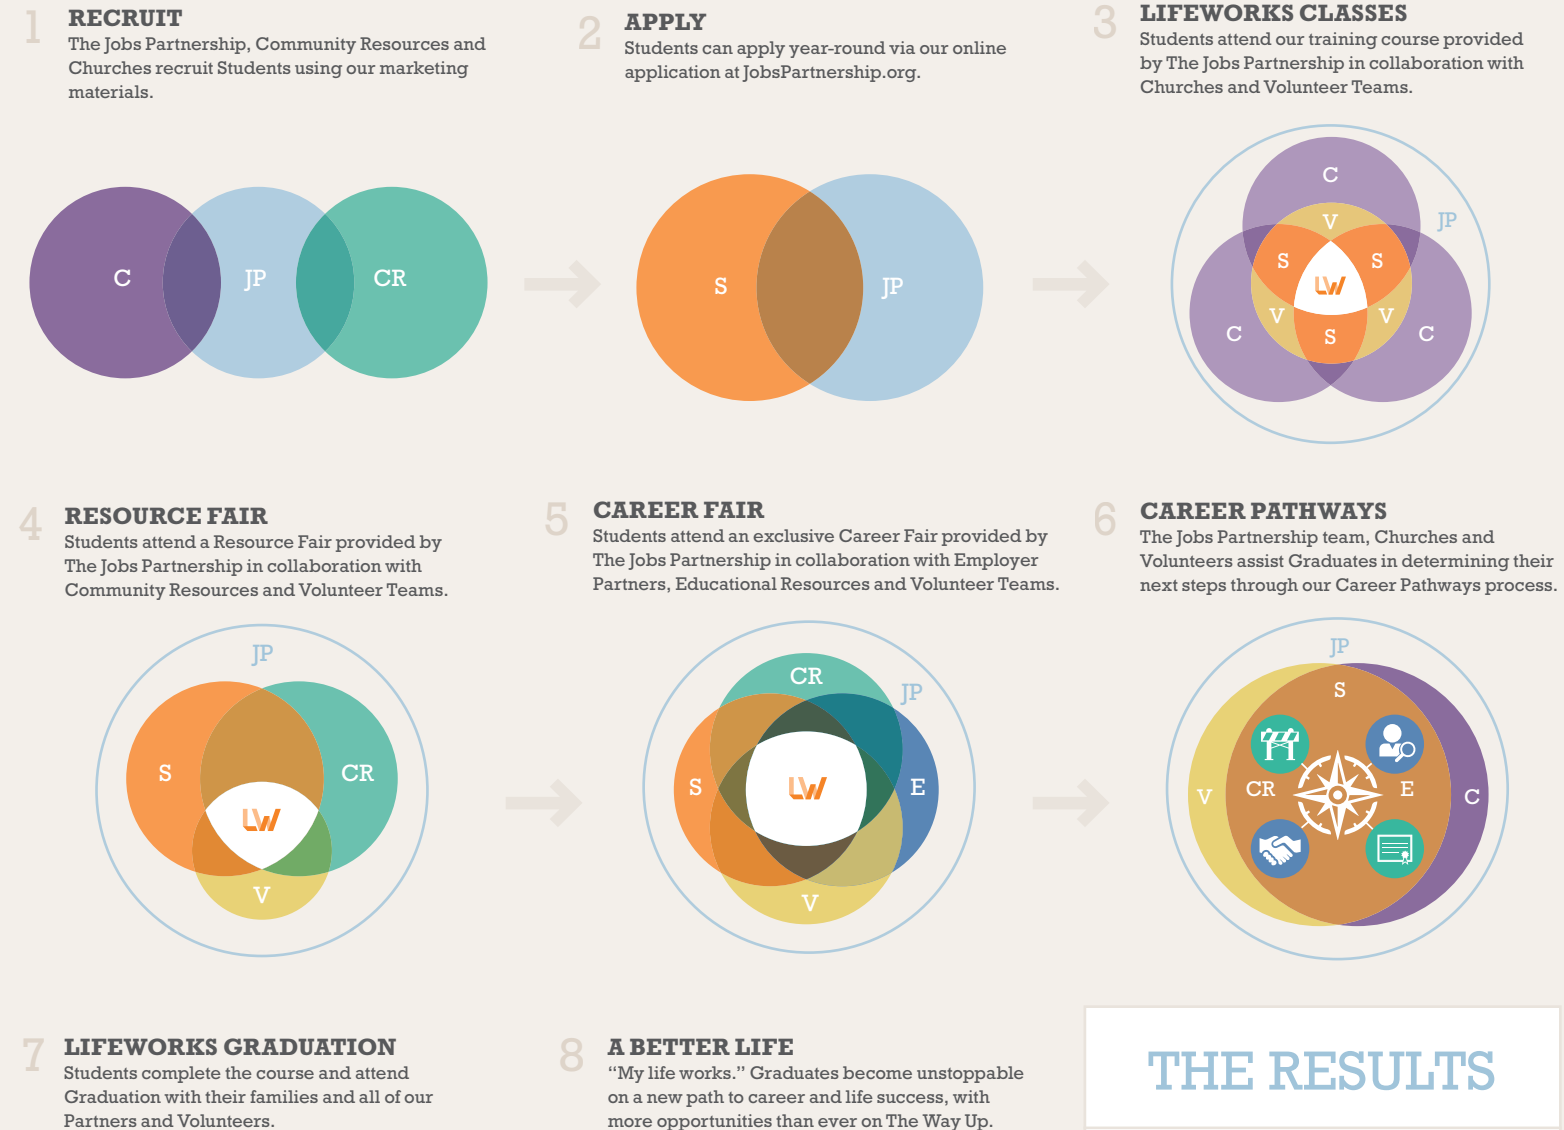 1 RECRUIT
The Jobs Partnership, Community Resources and
Churches recruit Students using our marketing
materials.
C JP CR
2 APPLY
Students can apply year-round via our online
application at JobsPartnership.org.
S JP
3 LIFEWORKS CLASSES
Students attend our training course provided
by The Jobs Partnership in collaboration with
Churches and Volunteer Teams.
C
V JP
S S
LW
V V
C S C
4 RESOURCE FAIR
Students attend a Resource Fair provided by
The Jobs Partnership in collaboration with
Community Resources and Volunteer Teams.
JP
S CR
LW
V
5 CAREER FAIR
Students attend an exclusive Career Fair provided by
The Jobs Partnership in collaboration with Employer
Partners, Educational Resources and Volunteer Teams.
CR
JP
S LW E
V
6 CAREER PATHWAYS
The Jobs Partnership team, Churches and
Volunteers assist Graduates in determining their
next steps through our Career Pathways process.
JP
S
V CR E C
7 LIFEWORKS GRADUATION
Students complete the course and attend
Graduation with their families and all of our
Partners and Volunteers.
8 A BETTER LIFE
“My life works.” Graduates become unstoppable
on a new path to career and life success, with
more opportunities than ever on The Way Up.
THE RESULTS